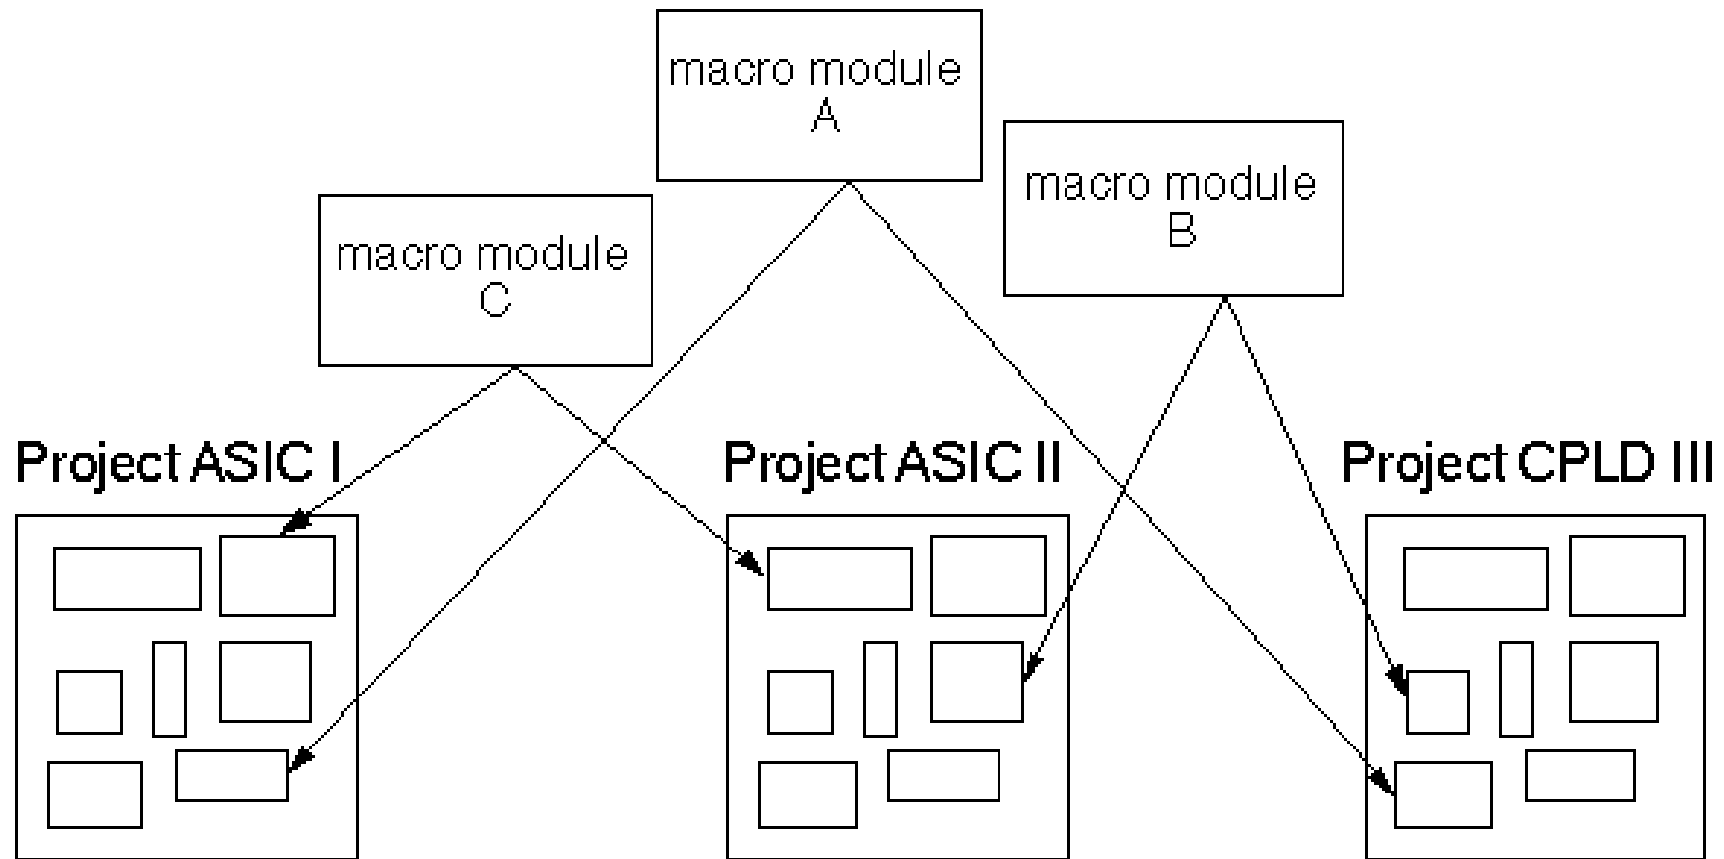 macro module
A
macro module
B
macro module
C
Project ASIC I
Project ASIC II
Project CPLD III